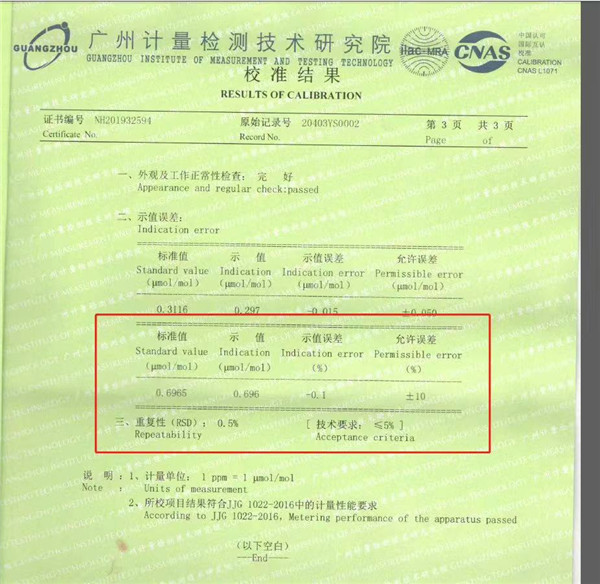 GUANGZHOU
广州计量检测技术研究院
GUANGZHOU INSTITUTE OF MEASUREMENT AND TESTING TECHNOLOGY
ilac-MRA
CNAS
中国认可
国际互认
校准
CALIBRATION
CNAS L1071
校准结果
RESULTS OF CALIBRATION
证书编号 NH201932594 原始记录号 20403YS0002 第 3 页 共 3 页
Certificate No. Record No. Page of
一、外观及工作正常性检查: 完 好
Appearance and regular check:passed
二、示值误差:
Indication error
标准值 示 值 示值误差 允许误差
Standard value Indication Indication error Permissible error
(μmol/mol) (μmol/mol) (μmol/mol) (μmol/mol)
0.3116 0.297 -0.015 ±0.050
标准值 示 值 示值误差 允许误差
Standard value Indication Indication error Permissible error
(μmol/mol) (μmol/mol) (%) (%)
0.6965 0.696 -0.1 ±10
三、重复性(RSD): 0.5% [ 技术要求: ≤5% ]
Repeatability Acceptance criteria
说 明 :1、计量单位: 1 ppm = 1 μmol/mol
Note : Units of measurement
2、所校项目结果符合JJG 1022-2016中的计量性能要求
According to JJG 1022-2016, Metering performance of the apparatus passed
(以下空白)
---End---